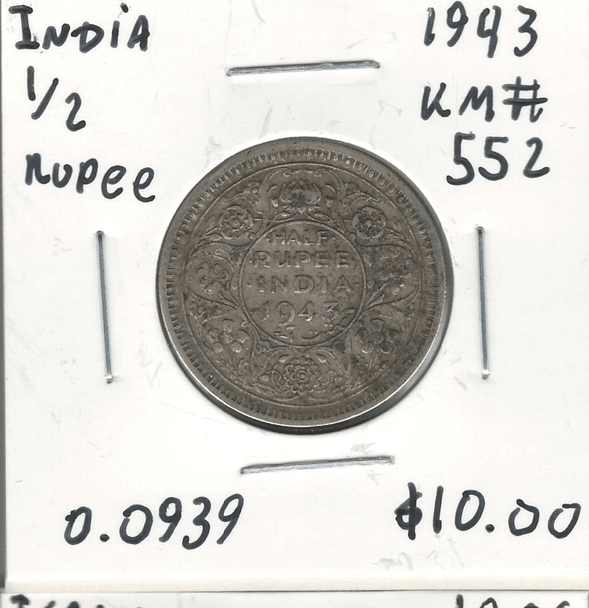 INDIA 1943
1/2 KM#
RUPEE 552
·HALF·
·RUPEE·
·INDIA·
·1943·
0.0939 $10.00